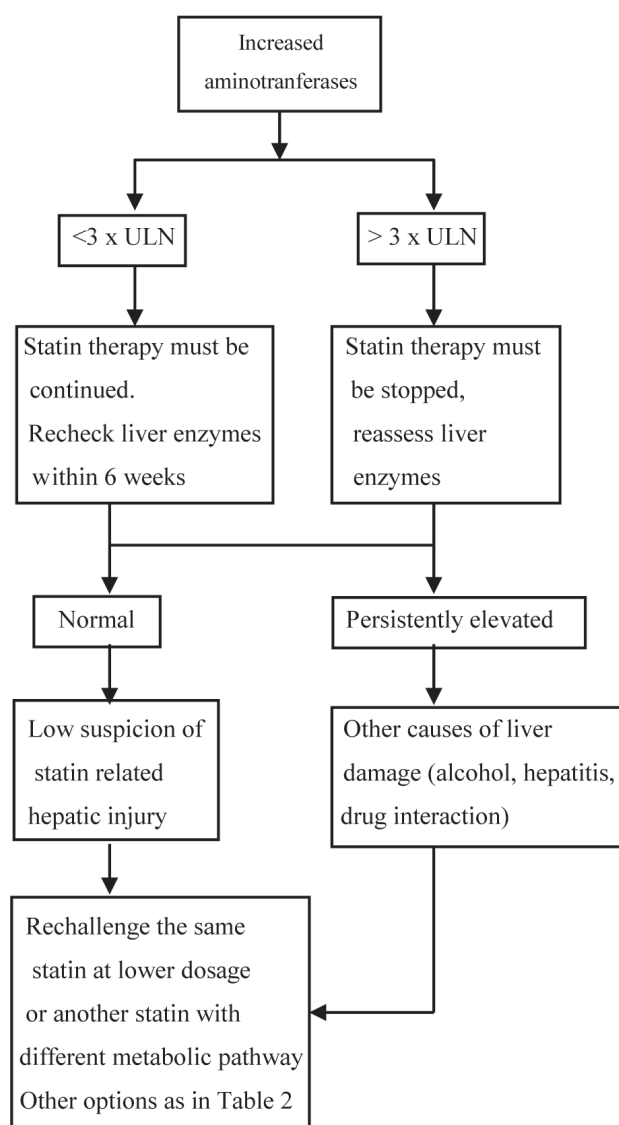 Increased
aminotranferases
<3 x ULN
> 3 x ULN
Statin therapy must be
continued.
Recheck liver enzymes
within 6 weeks
Statin therapy must
be stopped,
reassess liver
enzymes
Normal
Persistently elevated
Low suspicion of
statin related
hepatic injury
Other causes of liver
damage (alcohol, hepatitis,
drug interaction)
Rechallenge the same
statin at lower dosage
or another statin with
different metabolic pathway
Other options as in Table 2